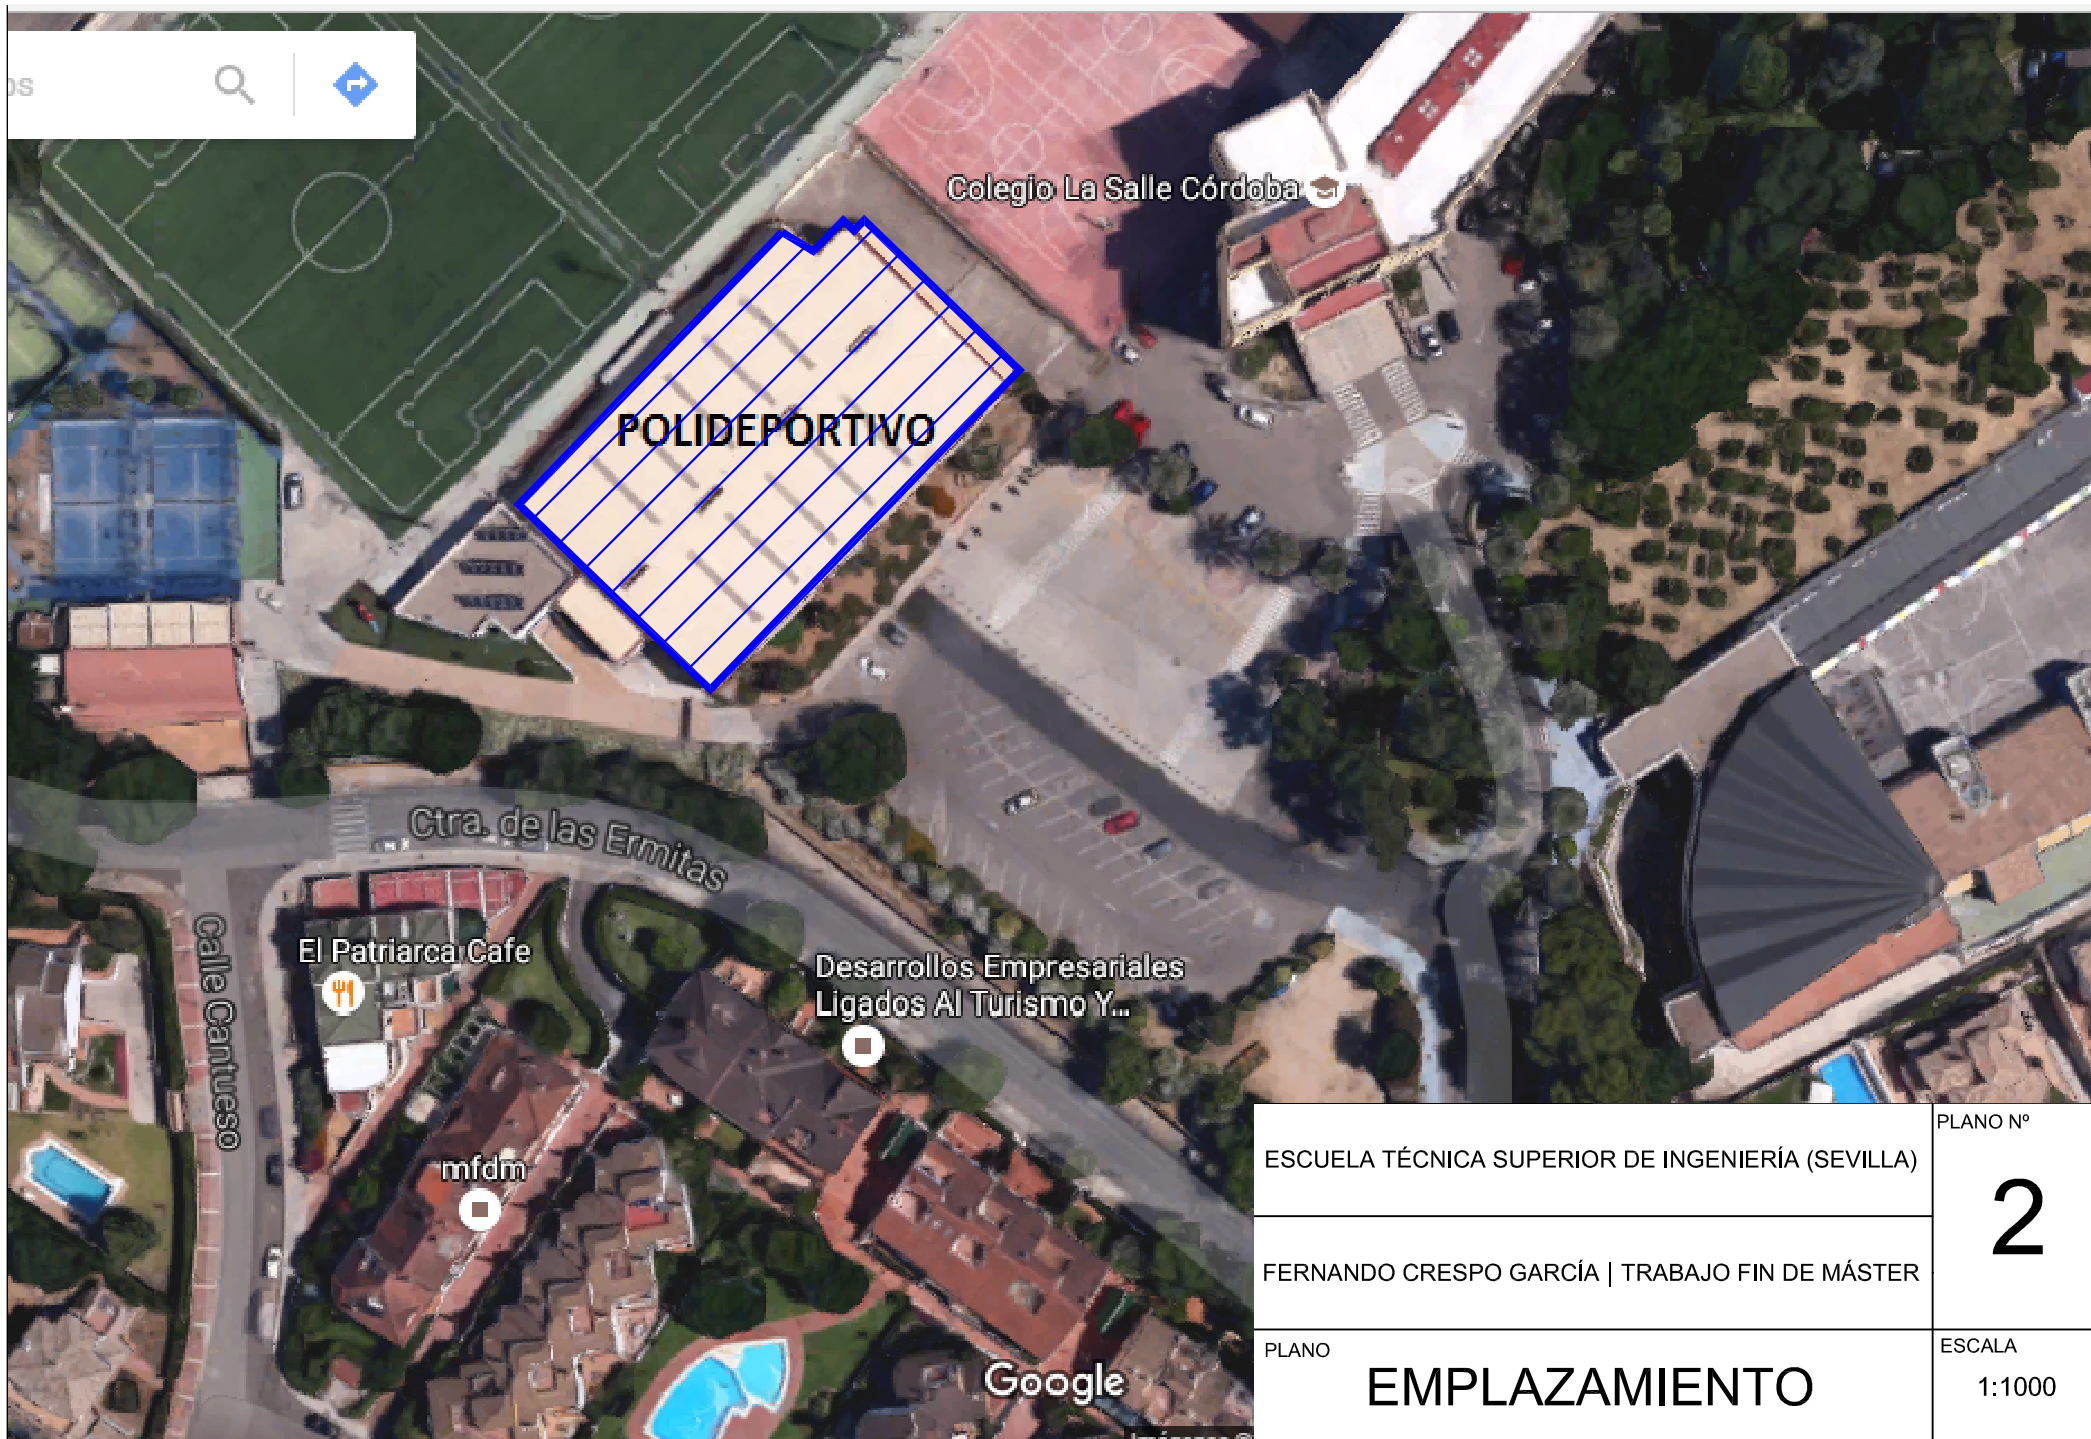 Colegio La Salle Córdoba
POLIDEPORTIVO
Ctra. de las Ermitas
Calle Cantueso
El Patriarca Cafe
Desarrollos Empresariales
Ligados Al Turismo Y...
mfdm
Google
ESCUELA TÉCNICA SUPERIOR DE INGENIERÍA (SEVILLA)
FERNANDO CRESPO GARCÍA | TRABAJO FIN DE MÁSTER
PLANO
EMPLAZAMIENTO
PLANO Nº
2
ESCALA
1:1000